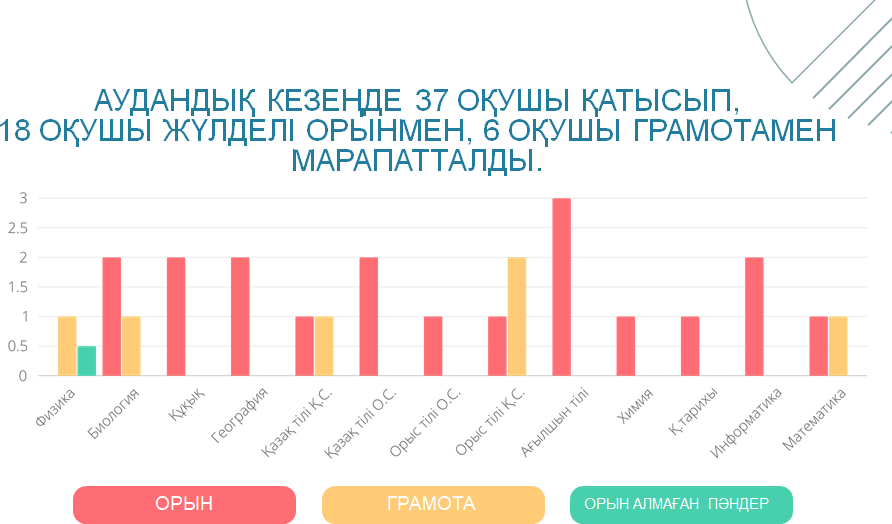 АУДАНДЫҚ КЕЗЕҢДЕ 37 ОҚУШЫ ҚАТЫСЫП,
18 ОҚУШЫ ЖҮЛДЕЛІ ОРЫНМЕН, 6 ОҚУШЫ ГРАМОТАМЕН
МАРАПАТТАЛДЫ.
3
2.5
2
1.5
1
0.5
0
Физика
Биология
Құқық
География
Қазақ тілі Қ.С.
Қазақ тілі О.С.
Орыс тілі О.С.
Орыс тілі Қ.С.
Ағылшын тілі
Химия
Қ.тарихы
Информатика
Математика
ОРЫН
ГРАМОТА
ОРЫН АЛМАҒАН ПӘНДЕР